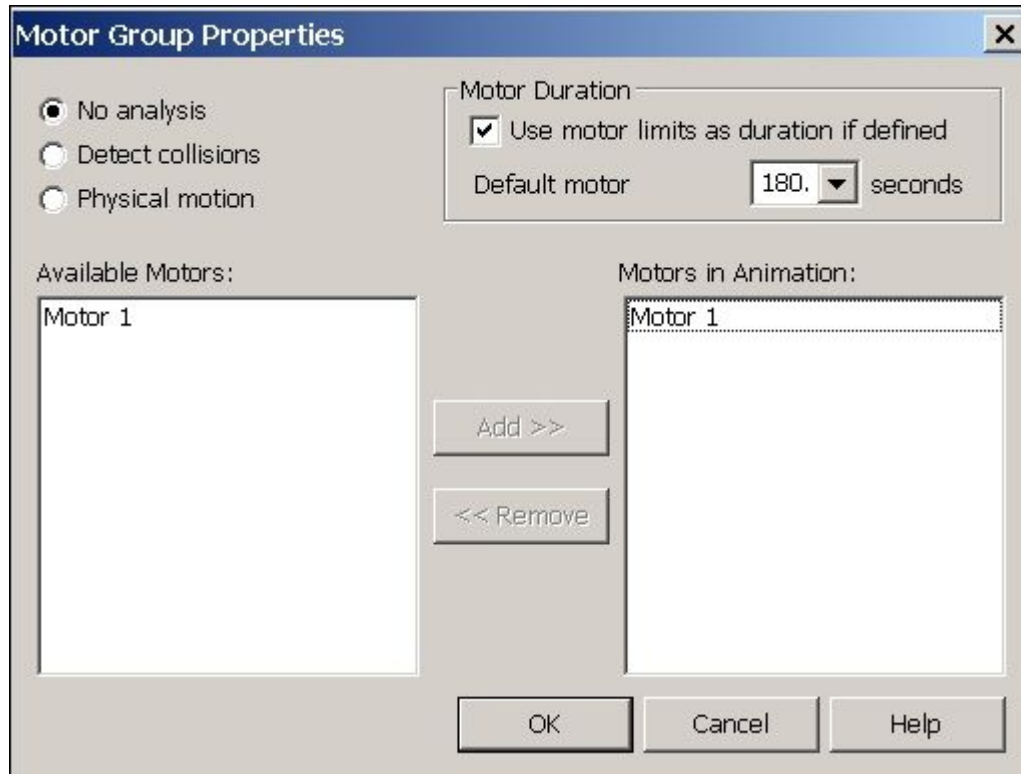 Motor Group Properties
No analysis
Detect collisions
Physical motion
Motor Duration
Use motor limits as duration if defined
Default motor 180. seconds
Available Motors:
Motor 1
Add >>
<< Remove
Motors in Animation:
Motor 1
OK Cancel Help